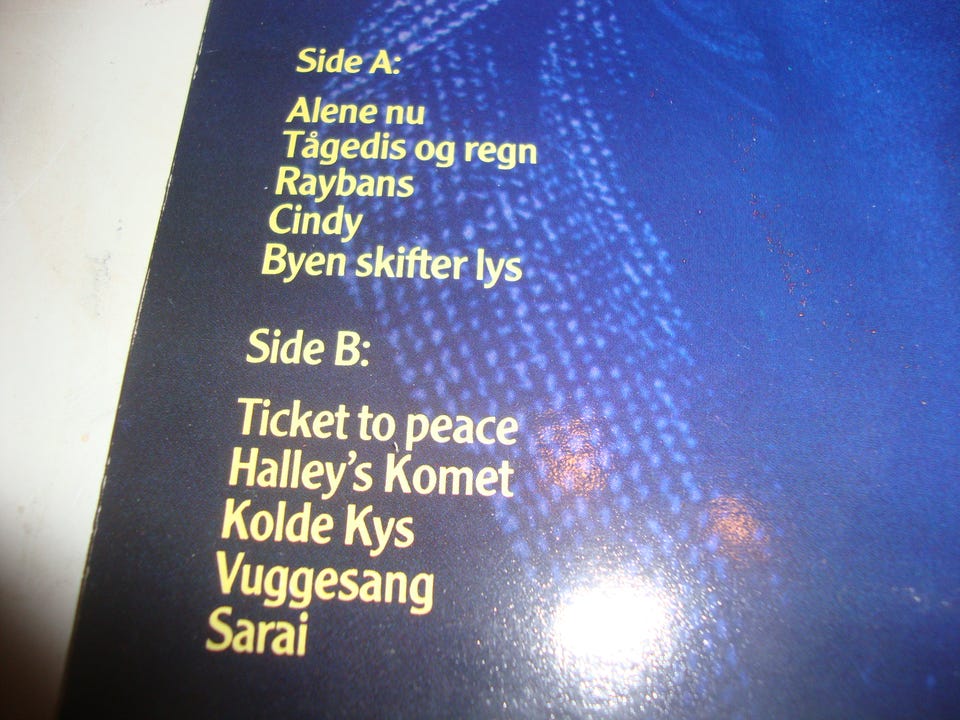 Side A:
Alene nu
Tågedis og regn
Raybans
Cindy
Byen skifter lys
Side B:
Ticket to peace
Halley's Komet
Kolde Kys
Vuggesang
Sarai